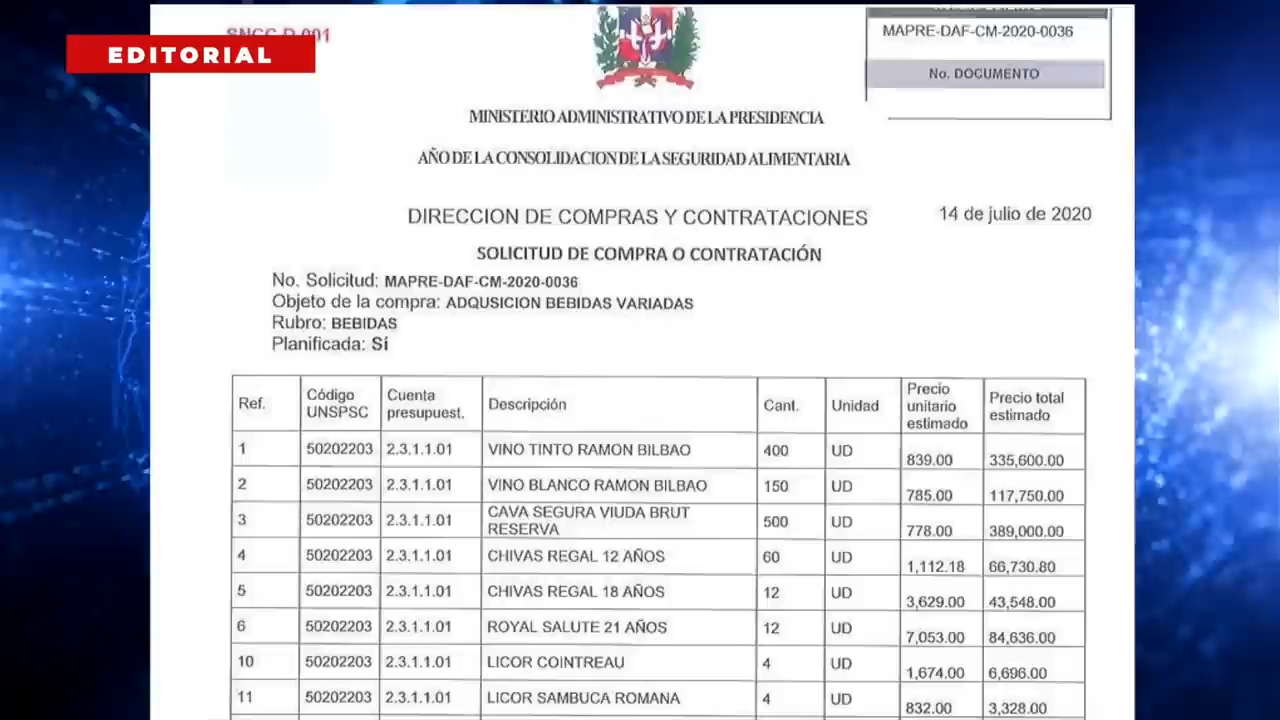 SNCC.D.001
EDITORIAL
MAPRE-DAF-CM-2020-0036
No. DOCUMENTO
MINISTERIO ADMINISTRATIVO DE LA PRESIDENCIA
AÑO DE LA CONSOLIDACION DE LA SEGURIDAD ALIMENTARIA
DIRECCION DE COMPRAS Y CONTRATACIONES
14 de julio de 2020
SOLICITUD DE COMPRA O CONTRATACIÓN
No. Solicitud: MAPRE-DAF-CM-2020-0036
Objeto de la compra: ADQUSICION BEBIDAS VARIADAS
Rubro: BEBIDAS
Planificada: Sí
Ref. Código UNSPSC Cuenta presupuest. Descripción Cant. Unidad Precio unitario estimado Precio total estimado
1 50202203 2.3.1.1.01 VINO TINTO RAMON BILBAO 400 UD 839.00 335,600.00
2 50202203 2.3.1.1.01 VINO BLANCO RAMON BILBAO 150 UD 785.00 117,750.00
3 50202203 2.3.1.1.01 CAVA SEGURA VIUDA BRUT RESERVA 500 UD 778.00 389,000.00
4 50202203 2.3.1.1.01 CHIVAS REGAL 12 AÑOS 60 UD 1,112.18 66,730.80
5 50202203 2.3.1.1.01 CHIVAS REGAL 18 AÑOS 12 UD 3,629.00 43,548.00
6 50202203 2.3.1.1.01 ROYAL SALUTE 21 AÑOS 12 UD 7,053.00 84,636.00
10 50202203 2.3.1.1.01 LICOR COINTREAU 4 UD 1,674.00 6,696.00
11 50202203 2.3.1.1.01 LICOR SAMBUCA ROMANA 4 UD 832.00 3,328.00